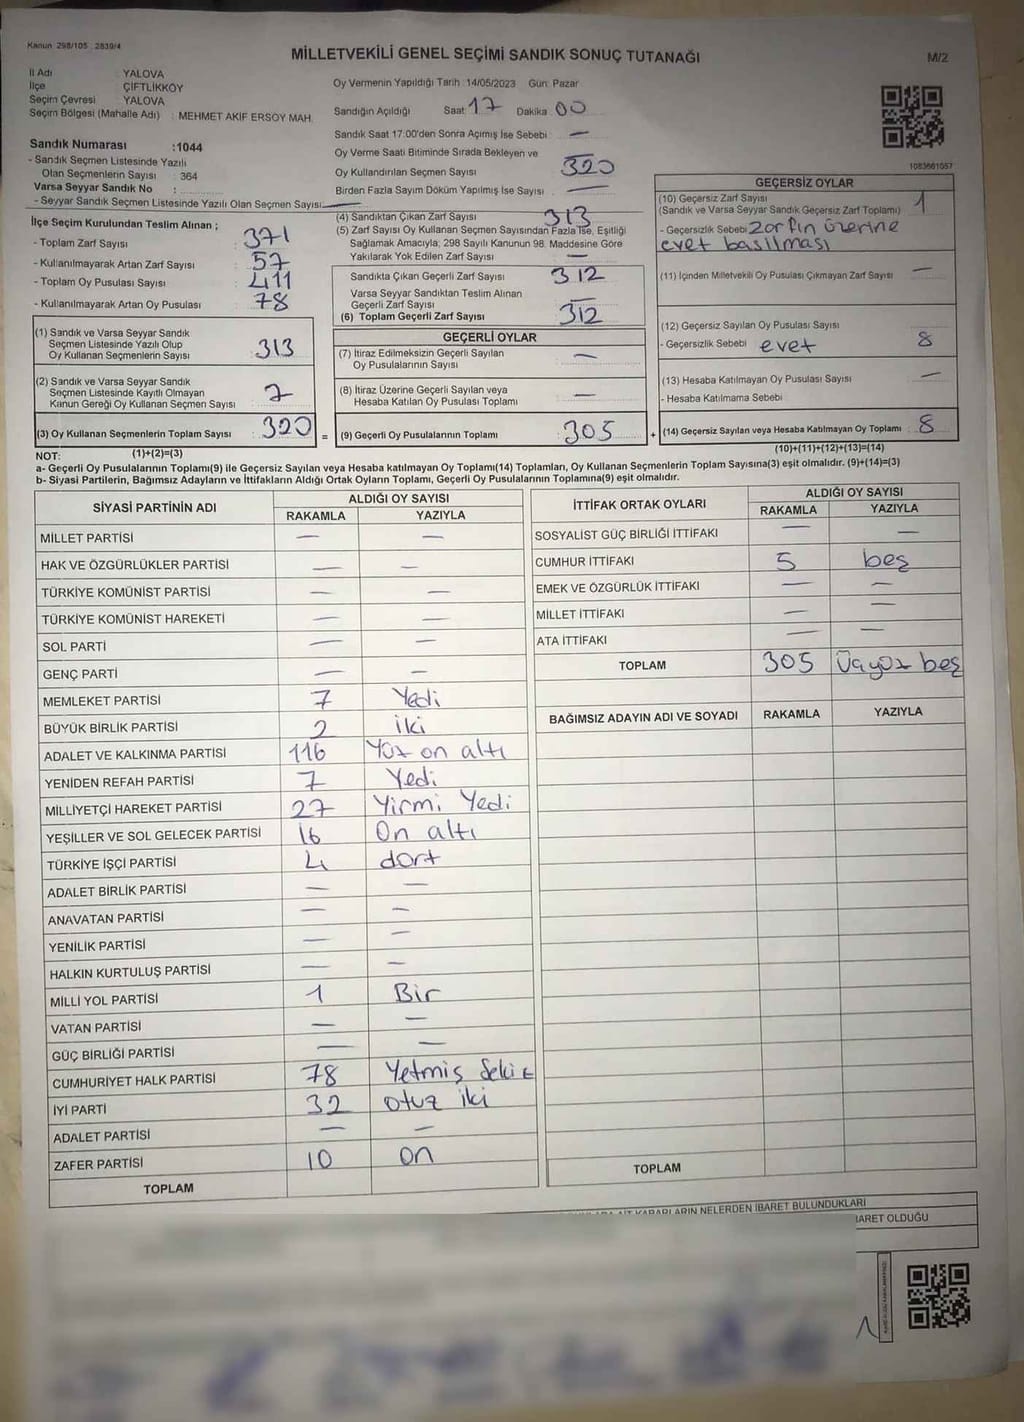 Kanun 298/105 2839/4
MİLLETVEKİLİ GENEL SEÇİMİ SANDIK SONUÇ TUTANAĞI
M/2
İl Adı : YALOVA
İlçe : ÇİFTLİKKÖY
Seçim Çevresi : YALOVA
Seçim Bölgesi (Mahalle Adı) : MEHMET AKİF ERSOY MAH.
Sandık Numarası :1044
- Sandık Seçmen Listesinde Yazılı
Olan Seçmenlerin Sayısı : 364
Varsa Seyyar Sandık No :
- Seyyar Sandık Seçmen Listesinde Yazılı Olan Seçmen Sayısı: —
Oy Vermenin Yapıldığı Tarih :14/05/2023 Gün: Pazar
Sandığın Açıldığı Saat 17 Dakika 00
Sandık Saat 17:00'den Sonra Açımış İse Sebebi —
Oy Verme Saati Bitiminde Sırada Bekleyen ve
Oy Kullandırılan Seçmen Sayısı 320
Birden Fazla Sayım Döküm Yapılmış İse Sayısı —
1083661057
İlçe Seçim Kurulundan Teslim Alınan ;
- Toplam Zarf Sayısı : 371
- Kullanılmayarak Artan Zarf Sayısı : 57
- Toplam Oy Pusulası Sayısı : 411
- Kullanılmayarak Artan Oy Pusulası : 78
(1) Sandık ve Varsa Seyyar Sandık
Seçmen Listesinde Yazılı Olup
Oy Kullanan Seçmenlerin Sayısı : 313
(2) Sandık ve Varsa Seyyar Sandık
Seçmen Listesinde Kayıtlı Olmayan
Kanun Gereği Oy Kullanan Seçmen Sayısı : 7
(3) Oy Kullanan Seçmenlerin Toplam Sayısı : 320
(1)+(2)=(3)
(4) Sandıktan Çıkan Zarf Sayısı 313
(5) Zarf Sayısı Oy Kullanan Seçmen Sayısından Fazla İse, Eşitliği
Sağlamak Amacıyla, 298 Sayılı Kanunun 98. Maddesine Göre
Yakılarak Yok Edilen Zarf Sayısı —
Sandıkta Çıkan Geçerli Zarf Sayısı : 312
Varsa Seyyar Sandıktan Teslim Alınan
Geçerli Zarf Sayısı —
(6) Toplam Geçerli Zarf Sayısı : 312
GEÇERLİ OYLAR
(7) İtiraz Edilmeksizin Geçerli Sayılan
Oy Pusulalarının Sayısı : —
(8) İtiraz Üzerine Geçerli Sayılan veya
Hesaba Katılan Oy Pusulası Toplamı : —
= (9) Geçerli Oy Pusulalarının Toplamı : 305 +
GEÇERSİZ OYLAR
(10) Geçersiz Zarf Sayısı
(Sandık ve Varsa Seyyar Sandık Geçersiz Zarf Toplamı) : 1
- Geçersizlik Sebebi zarfın üzerine
evet basılması
(11) İçinden Milletvekili Oy Pusulası Çıkmayan Zarf Sayısı : —
(12) Geçersiz Sayılan Oy Pusulası Sayısı : 8
- Geçersizlik Sebebi evet
(13) Hesaba Katılmayan Oy Pusulası Sayısı : —
- Hesaba Katılmama Sebebi
(14) Geçersiz Sayılan veya Hesaba Katılmayan Oy Toplamı : 8
(10)+(11)+(12)+(13)=(14)
NOT:
a- Geçerli Oy Pusulalarının Toplamı(9) ile Geçersiz Sayılan veya Hesaba katılmayan Oy Toplamı(14) Toplamları, Oy Kullanan Seçmenlerin Toplam Sayısına(3) eşit olmalıdır. (9)+(14)=(3)
b- Siyasi Partilerin, Bağımsız Adayların ve İttifakların Aldığı Ortak Oyların Toplamı, Geçerli Oy Pusulalarının Toplamına(9) eşit olmalıdır.
SİYASİ PARTİNİN ADI ALDIĞI OY SAYISI
RAKAMLA YAZIYLA
MİLLET PARTİSİ — —
HAK VE ÖZGÜRLÜKLER PARTİSİ — —
TÜRKİYE KOMÜNİST PARTİSİ — —
TÜRKİYE KOMÜNİST HAREKETİ — —
SOL PARTİ — —
GENÇ PARTİ — —
MEMLEKET PARTİSİ 7 Yedi
BÜYÜK BİRLİK PARTİSİ 2 İki
ADALET VE KALKINMA PARTİSİ 116 Yüz on altı
YENİDEN REFAH PARTİSİ 7 Yedi
MİLLİYETÇİ HAREKET PARTİSİ 27 Yirmi Yedi
YEŞİLLER VE SOL GELECEK PARTİSİ 16 On altı
TÜRKİYE İŞÇİ PARTİSİ 4 dört
ADALET BİRLİK PARTİSİ — —
ANAVATAN PARTİSİ — —
YENİLİK PARTİSİ — —
HALKIN KURTULUŞ PARTİSİ — —
MİLLİ YOL PARTİSİ 1 Bir
VATAN PARTİSİ — —
GÜÇ BİRLİĞİ PARTİSİ — —
CUMHURİYET HALK PARTİSİ 78 Yetmiş Sekiz
İYİ PARTİ 32 otuz iki
ADALET PARTİSİ — —
ZAFER PARTİSİ 10 on
TOPLAM
İTTİFAK ORTAK OYLARI ALDIĞI OY SAYISI
RAKAMLA YAZIYLA
SOSYALİST GÜÇ BİRLİĞİ İTTİFAKI — —
CUMHUR İTTİFAKI 5 beş
EMEK VE ÖZGÜRLÜK İTTİFAKI — —
MİLLET İTTİFAKI — —
ATA İTTİFAKI — —
TOPLAM 305 Üçyüz beş
BAĞIMSIZ ADAYIN ADI VE SOYADI RAKAMLA YAZIYLA
TOPLAM
KARARLARIN NELERDEN İBARET BULUNDUKLARI
İBARET OLDUĞU